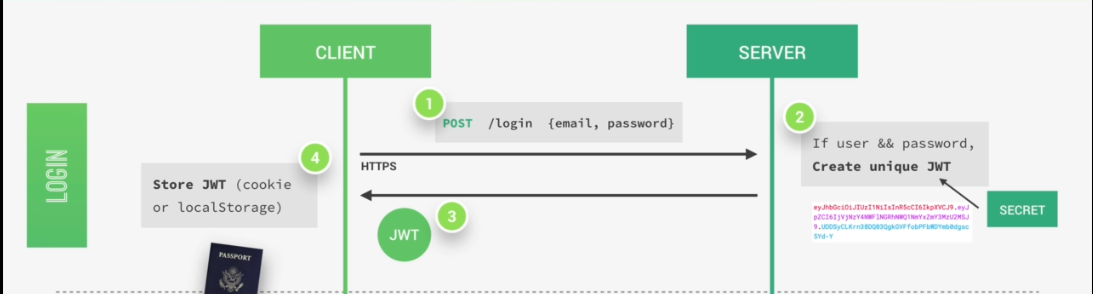 CLIENT
SERVER
LOGIN
1
POST /login {email, password}
HTTPS
2
If user && password,
Create unique JWT
SECRET
3
JWT
4
Store JWT (cookie
or localStorage)
PASSPORT